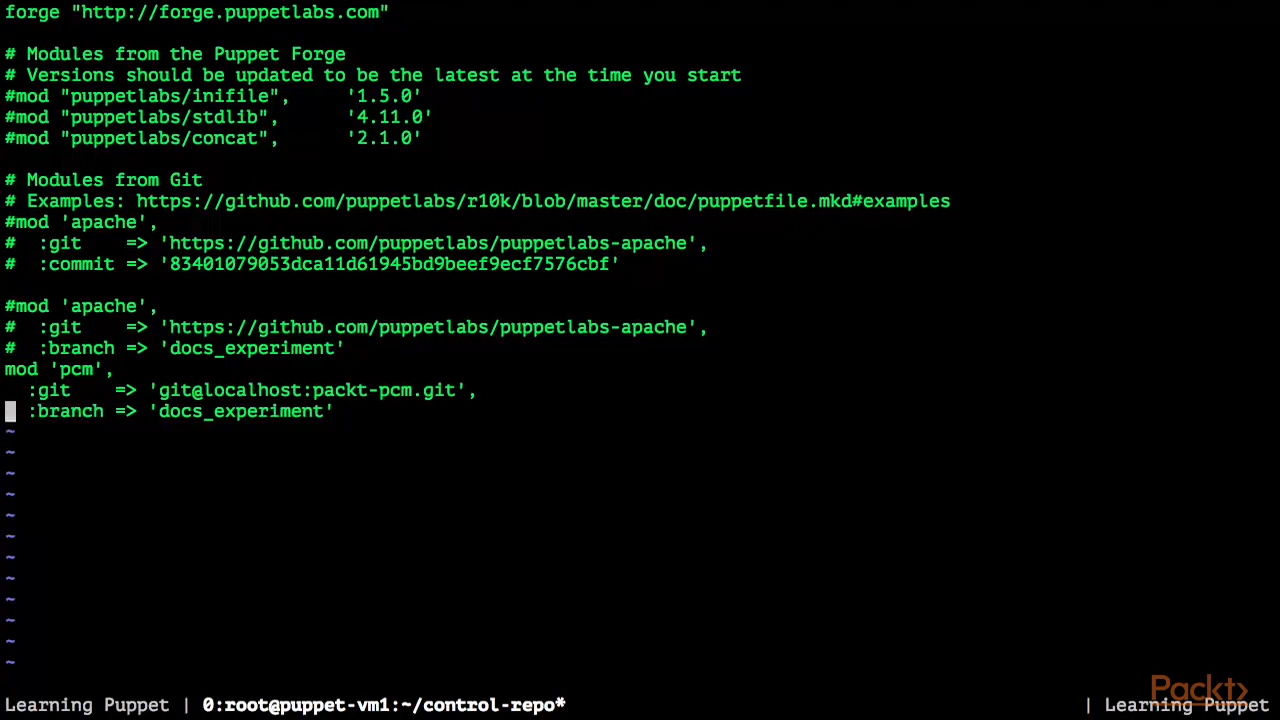 forge "http://forge.puppetlabs.com"
# Modules from the Puppet Forge
# Versions should be updated to be the latest at the time you start
#mod "puppetlabs/inifile",     '1.5.0'
#mod "puppetlabs/stdlib",      '4.11.0'
#mod "puppetlabs/concat",      '2.1.0'
# Modules from Git
# Examples: https://github.com/puppetlabs/r10k/blob/master/doc/puppetfile.mkd#examples
#mod 'apache',
#  :git    => 'https://github.com/puppetlabs/puppetlabs-apache',
#  :commit => '83401079053dca11d61945bd9beef9ecf7576cbf'
#mod 'apache',
#  :git    => 'https://github.com/puppetlabs/puppetlabs-apache',
#  :branch => 'docs_experiment'
mod 'pcm',
  :git    => 'git@localhost:packt-pcm.git',
  :branch => 'docs_experiment'
~
~
~
~
~
~
~
~
~
~
~
~
Packt>
Learning Puppet | 0:root@puppet-vm1:~/control-repo* | Learning Puppet